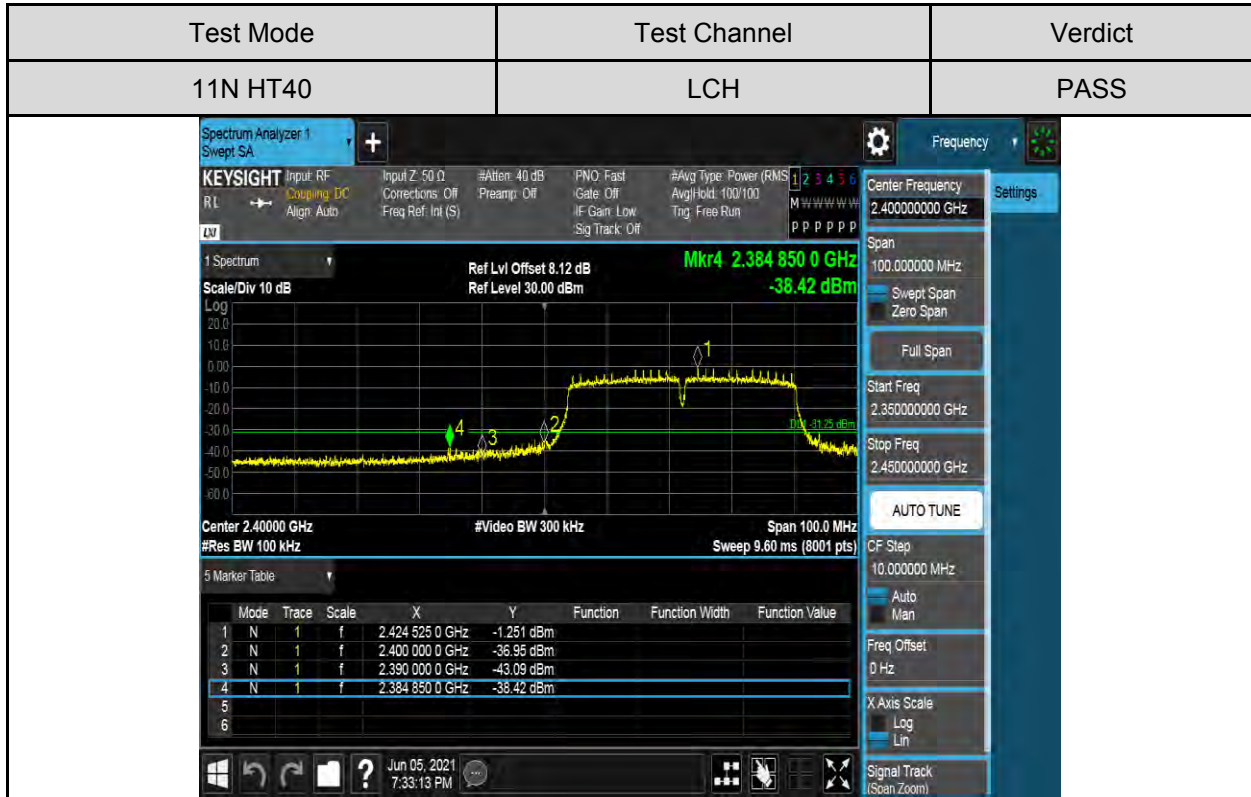 Test Mode Test Channel Verdict
11N HT40 LCH PASS
Spectrum Analyzer 1
Swept SA
+
Frequency
KEYSIGHT Input: RF Input Z: 50 Ω #Atten: 40 dB PNO: Fast #Avg Type: Power (RMS 1 2 3 4 5 6
RL Coupling: DC Corrections: Off Preamp: Off Gate: Off Avg|Hold: 100/100 M W W W W W
Align: Auto Freq Ref: Int (S) IF Gain: Low Trig: Free Run
Sig Track: Off P P P P P P
LXI
Center Frequency
2.400000000 GHz
Settings
1 Spectrum
Ref Lvl Offset 8.12 dB Mkr4 2.384 850 0 GHz
Scale/Div 10 dB Ref Level 30.00 dBm -38.42 dBm
Log
20.0
10.0
0.00
-10.0
-20.0
-30.0
-40.0
-50.0
-60.0
1
2
3
4
DL1 -31.25 dBm
Center 2.40000 GHz #Video BW 300 kHz Span 100.0 MHz
#Res BW 100 kHz Sweep 9.60 ms (8001 pts)
Span
100.000000 MHz
Swept Span
Zero Span
Full Span
Start Freq
2.350000000 GHz
Stop Freq
2.450000000 GHz
AUTO TUNE
CF Step
10.000000 MHz
Auto
Man
Freq Offset
0 Hz
X Axis Scale
Log
Lin
Signal Track
(Span Zoom)
5 Marker Table
Mode Trace Scale X Y Function Function Width Function Value
1 N 1 f 2.424 525 0 GHz -1.251 dBm
2 N 1 f 2.400 000 0 GHz -36.95 dBm
3 N 1 f 2.390 000 0 GHz -43.09 dBm
4 N 1 f 2.384 850 0 GHz -38.42 dBm
5
6
?
Jun 05, 2021
7:33:13 PM